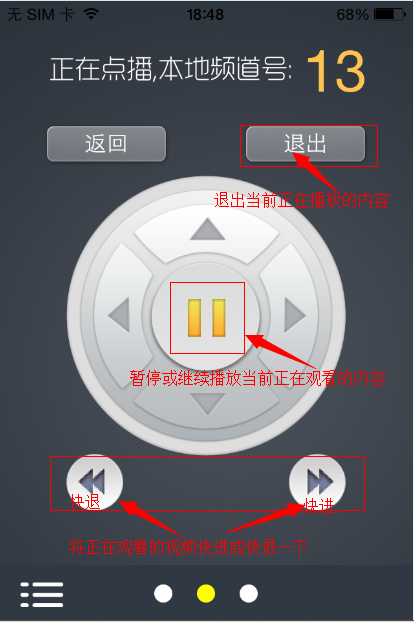 无 SIM 卡 18:48 68%
正在点播,本地频道号: 13
返回 退出
退出当前正在播放的内容
暂停或继续播放当前正在观看的内容
快退 快进
将正在观看的视频快进或快退一下